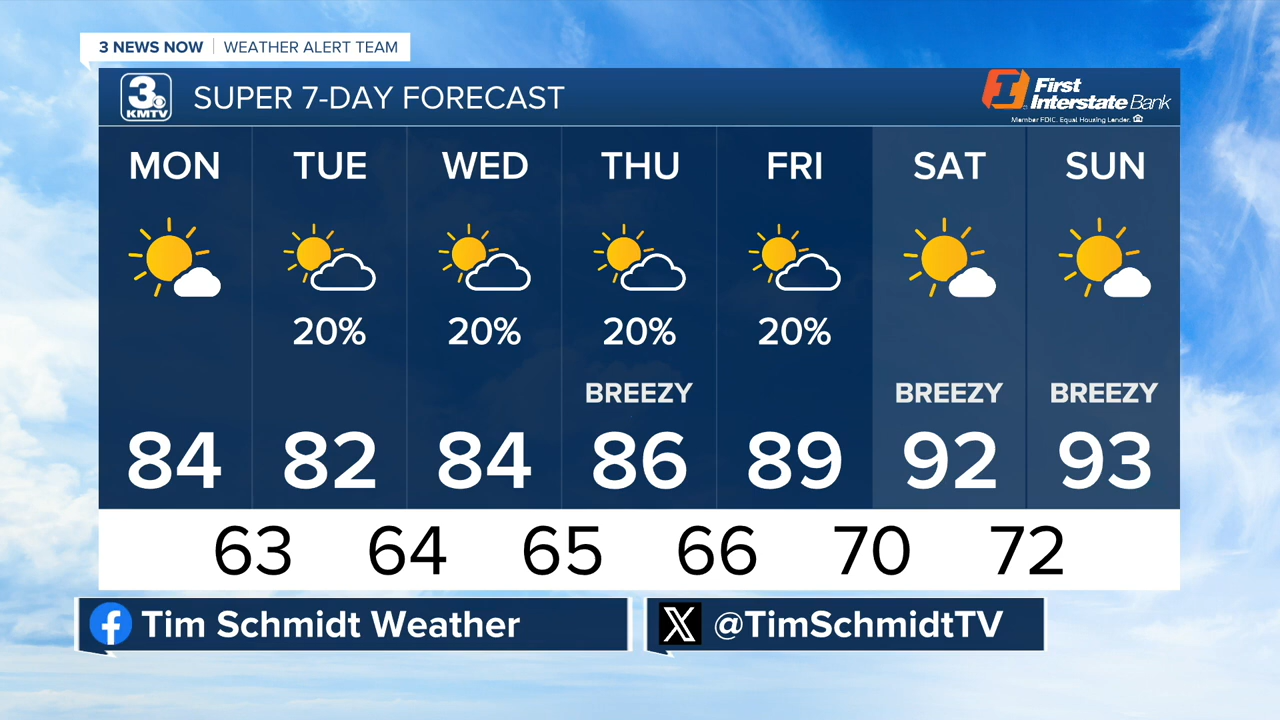 3 NEWS NOW | WEATHER ALERT TEAM
3 KMTV SUPER 7-DAY FORECAST
First
Interstate Bank
Member FDIC. Equal Housing Lender.
MON TUE WED THU FRI SAT SUN
20% 20% 20% 20%
BREEZY BREEZY BREEZY
84 82 84 86 89 92 93
63 64 65 66 70 72
Tim Schmidt Weather @TimSchmidtTV